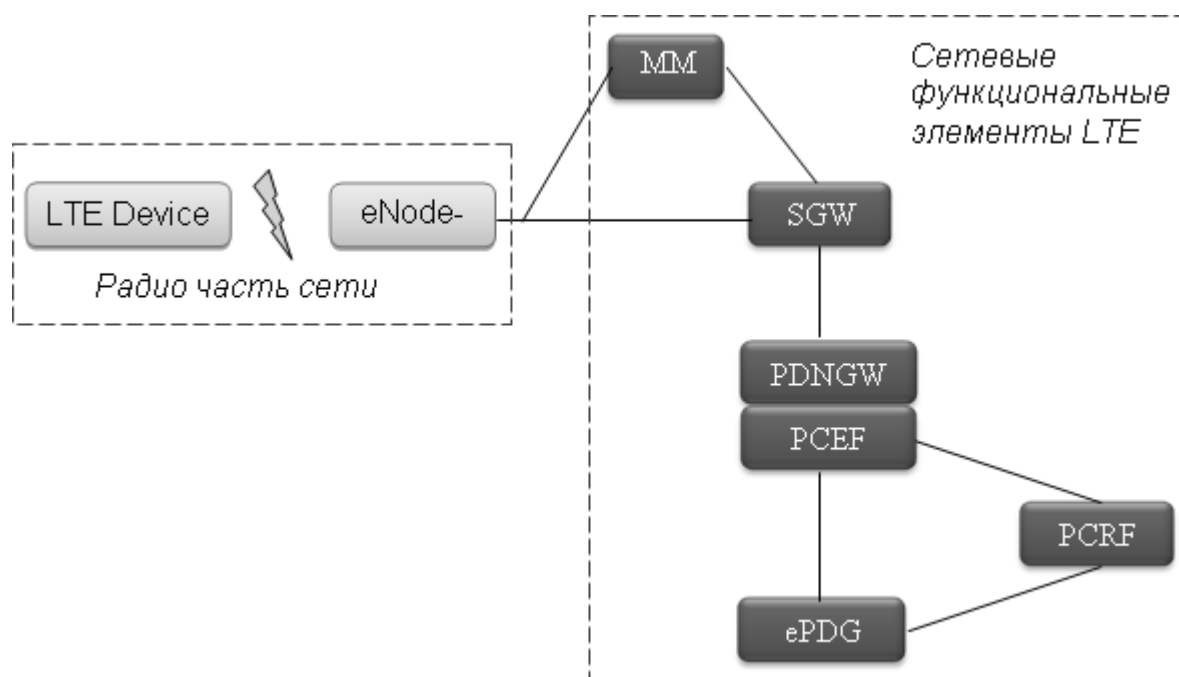 MM
Сетевые
функциональные
элементы LTE
LTE Device
eNode-
Радио часть сети
SGW
PDNGW
PCEF
PCRF
ePDG